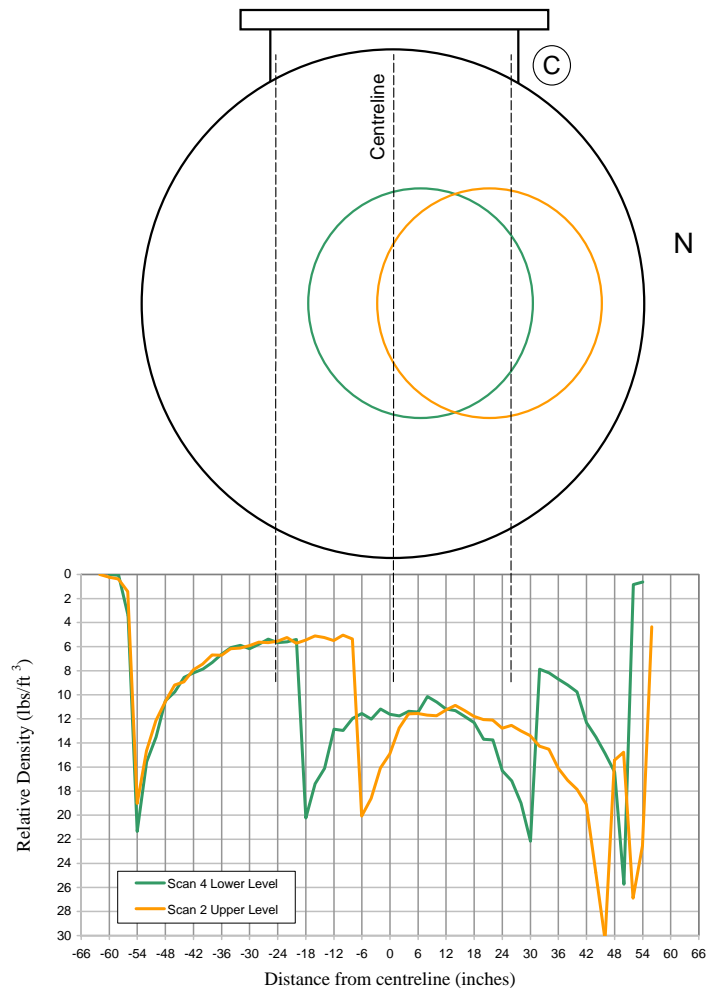 C
Centreline
N
0
2
4
6
8
10
12
14
16
18
20
22
24
26
28
30
Relative Density (lbs/ft ³)
Scan 4 Lower Level
Scan 2 Upper Level
-66 -60 -54 -48 -42 -36 -30 -24 -18 -12 -6 0 6 12 18 24 30 36 42 48 54 60 66
Distance from centreline (inches)